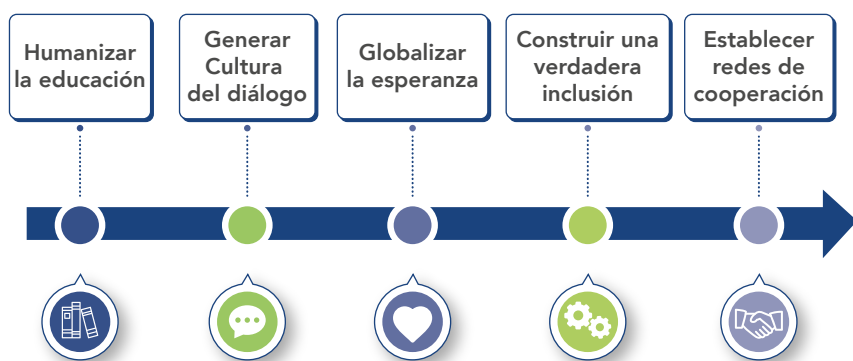 Humanizar
la educación
Generar
Cultura
del diálogo
Globalizar
la esperanza
Construir una
verdadera
inclusión
Establecer
redes de
cooperación